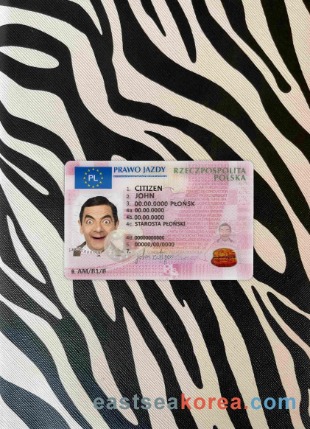 PL
PRAWO JAZDY
RZECZPOSPOLITA
POLSKA
1. CITIZEN
2. JOHN
3. 00.00.0000 PŁOŃSK
4a 00.00.0000
4b 00.00.0000
4c STAROSTA PŁOŃSKI
5. 00000/00/0000
9. AM/B1/B
eastseakorea.com